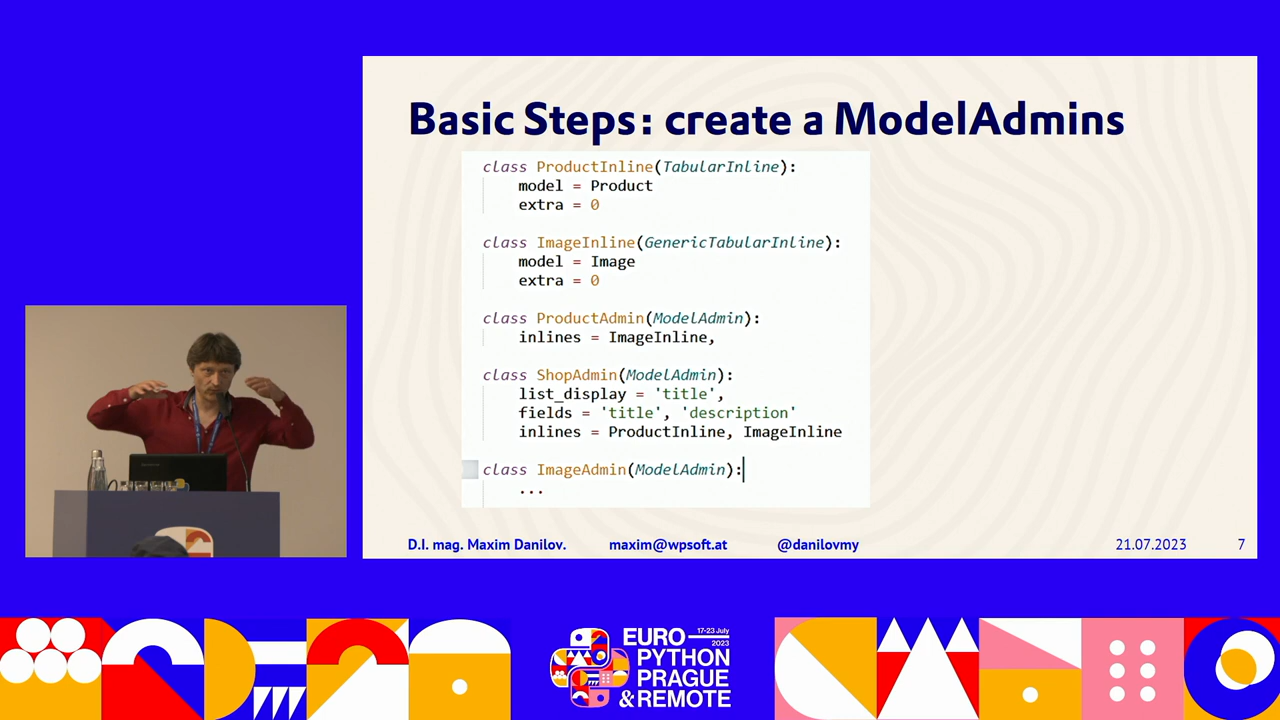 Basic Steps: create a ModelAdmins
class ProductInline(TabularInline):
model = Product
extra = 0
class ImageInline(GenericTabularInline):
model = Image
extra = 0
class ProductAdmin(ModelAdmin):
inlines = ImageInline,
class ShopAdmin(ModelAdmin):
list_display = 'title',
fields = 'title', 'description'
inlines = ProductInline, ImageInline
class ImageAdmin(ModelAdmin):
...
D.I. mag. Maxim Danilov. maxim@wpsoft.at @danilovmy 21.07.2023 7
EURO 17-23 July 2023
PYTHON
PRAGUE
& REMOTE